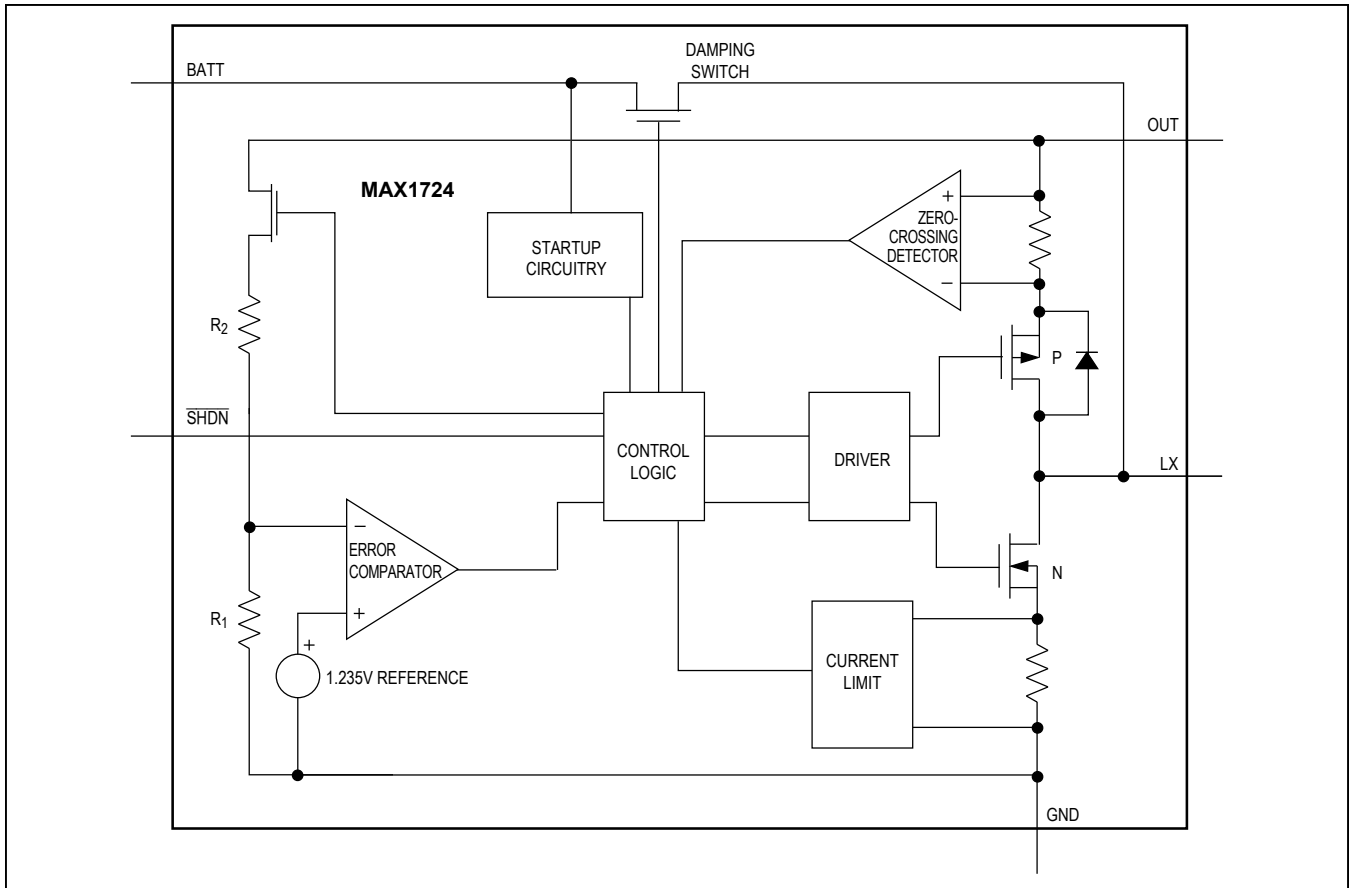 DAMPING
SWITCH
BATT
OUT
MAX1724
STARTUP
CIRCUITRY
+
ZERO-
CROSSING
DETECTOR
−
R2
P
SHDN
CONTROL
LOGIC
DRIVER
LX
−
ERROR
COMPARATOR
+
N
R1
+
1.235V REFERENCE
CURRENT
LIMIT
GND